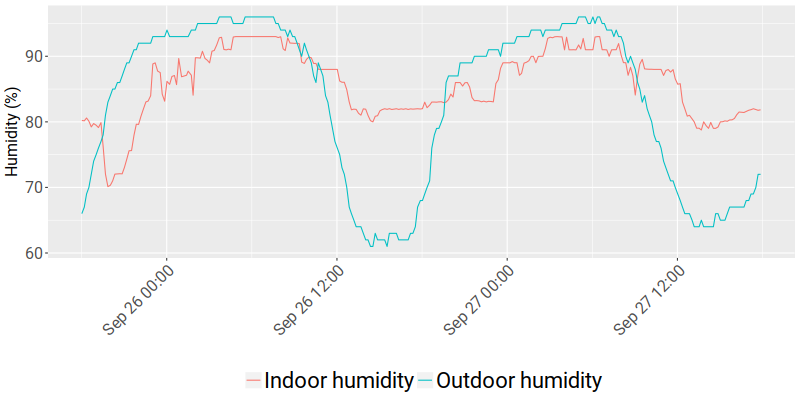 Humidity (%)
90
80
70
60
Sep 26 00:00
Sep 26 12:00
Sep 27 00:00
Sep 27 12:00
Indoor humidity Outdoor humidity